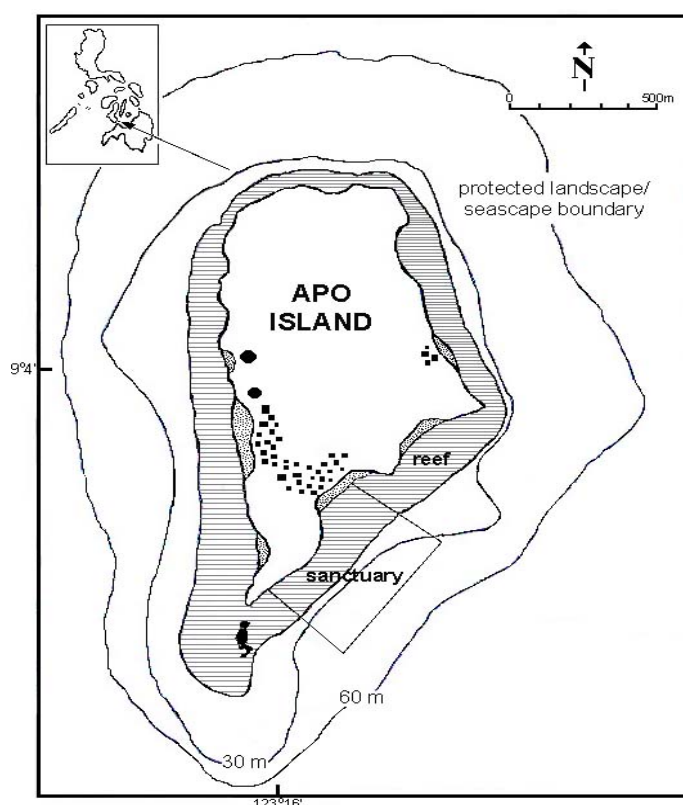 N
0 500m
protected landscape/
seascape boundary
APO
ISLAND
9°4'
reef
sanctuary
60 m
30 m
123°16'